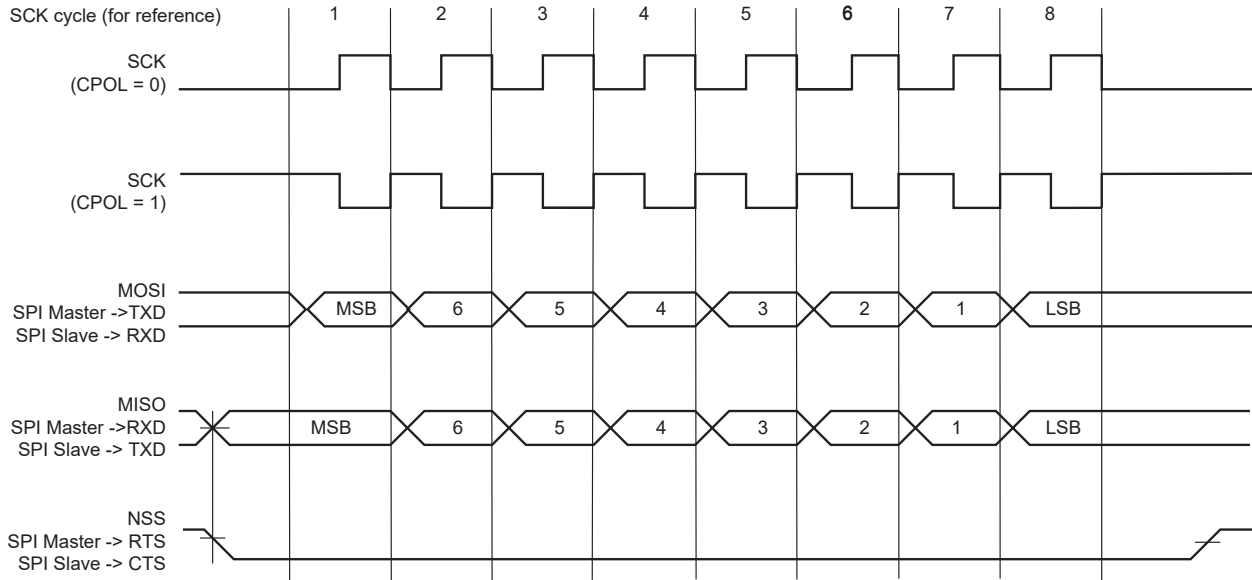 SCK cycle (for reference) 1 2 3 4 5 6 7 8
SCK
(CPOL = 0)
SCK
(CPOL = 1)
MOSI
SPI Master ->TXD
SPI Slave -> RXD
MSB 6 5 4 3 2 1 LSB
MISO
SPI Master ->RXD
SPI Slave -> TXD
MSB 6 5 4 3 2 1 LSB
NSS
SPI Master -> RTS
SPI Slave -> CTS